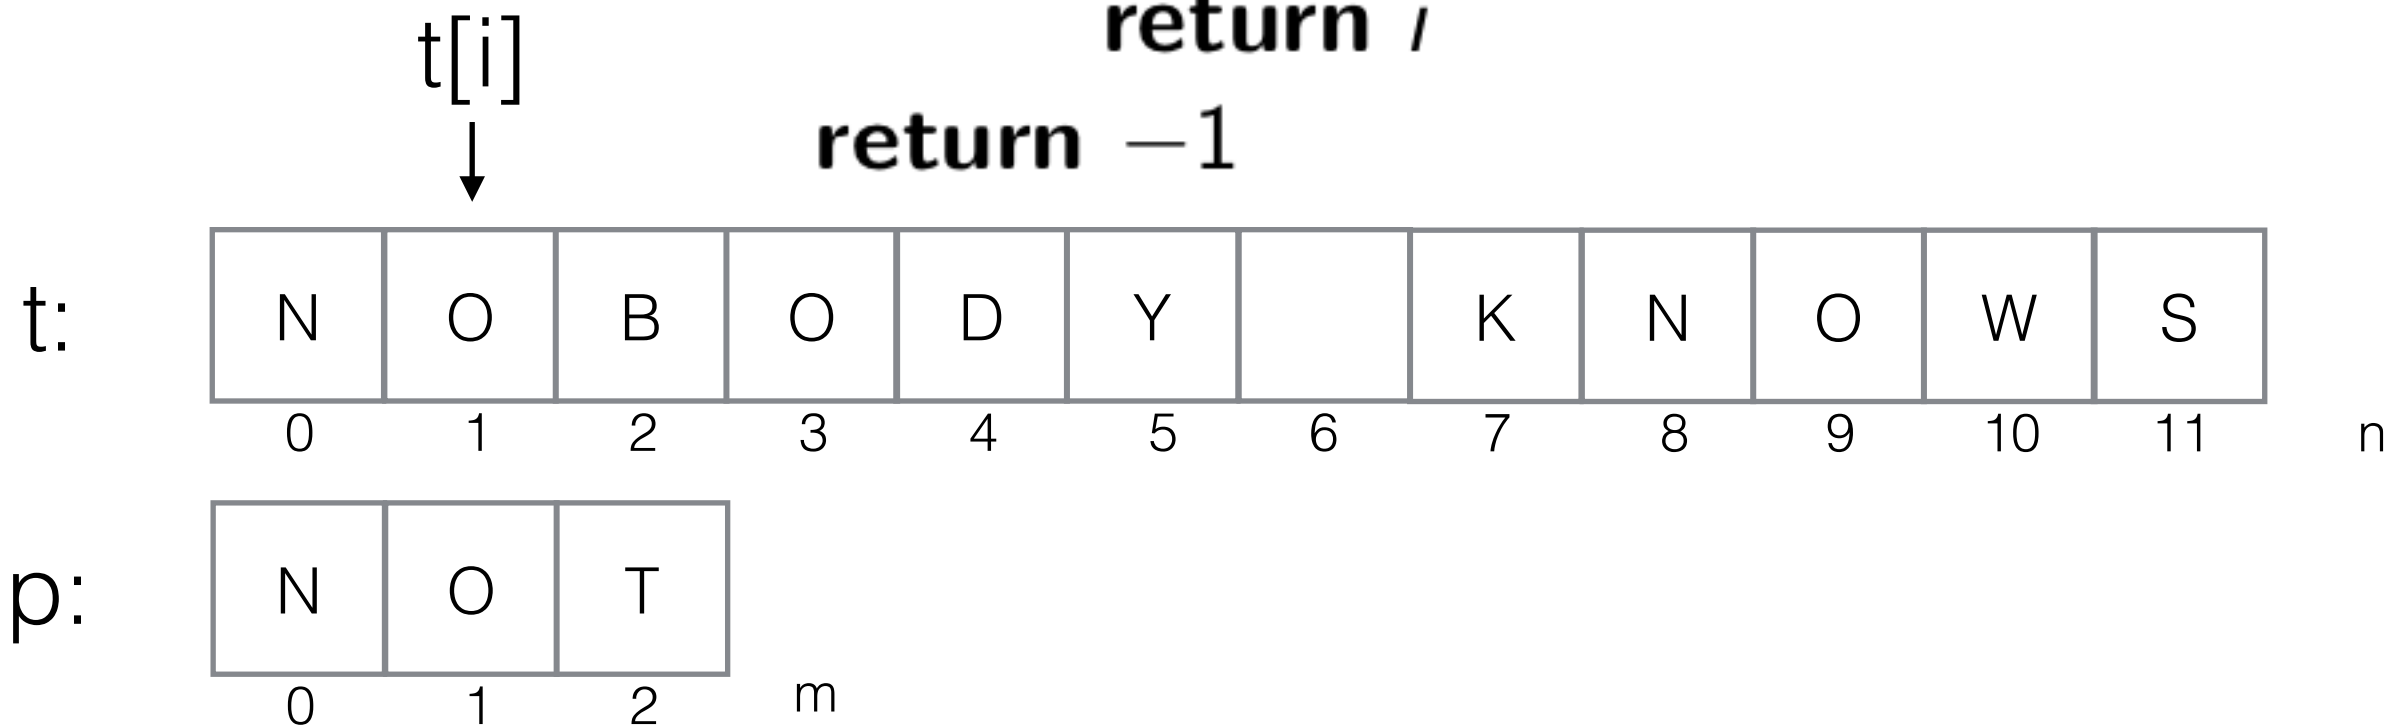 return i
t[i]
return −1
t: N O B O D Y K N O W S
0 1 2 3 4 5 6 7 8 9 10 11 n
p: N O T
0 1 2 m